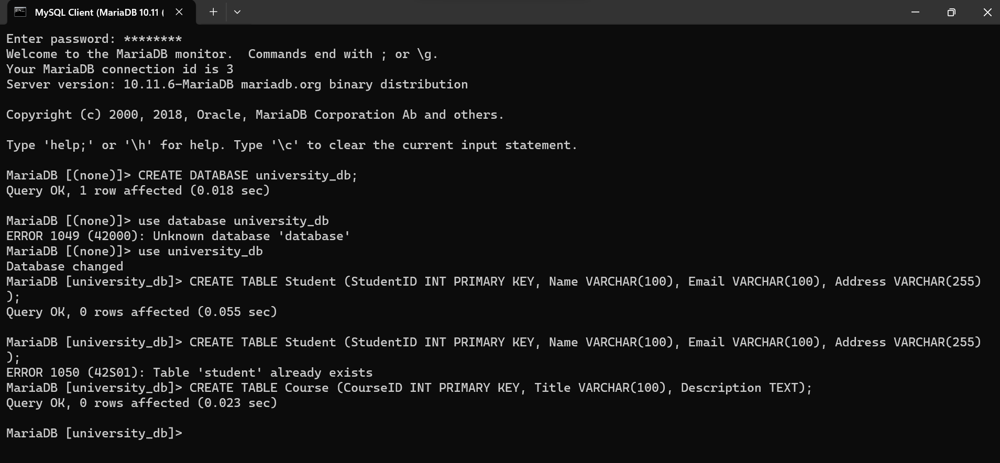 MySQL Client (MariaDB 10.11 (
Enter password: ********
Welcome to the MariaDB monitor.  Commands end with ; or \g.
Your MariaDB connection id is 3
Server version: 10.11.6-MariaDB mariadb.org binary distribution
Copyright (c) 2000, 2018, Oracle, MariaDB Corporation Ab and others.
Type 'help;' or '\h' for help. Type '\c' to clear the current input statement.
MariaDB [(none)]> CREATE DATABASE university_db;
Query OK, 1 row affected (0.018 sec)
MariaDB [(none)]> use database university_db
ERROR 1049 (42000): Unknown database 'database'
MariaDB [(none)]> use university_db
Database changed
MariaDB [university_db]> CREATE TABLE Student (StudentID INT PRIMARY KEY, Name VARCHAR(100), Email VARCHAR(100), Address VARCHAR(255)
);
Query OK, 0 rows affected (0.055 sec)
MariaDB [university_db]> CREATE TABLE Student (StudentID INT PRIMARY KEY, Name VARCHAR(100), Email VARCHAR(100), Address VARCHAR(255)
);
ERROR 1050 (42S01): Table 'student' already exists
MariaDB [university_db]> CREATE TABLE Course (CourseID INT PRIMARY KEY, Title VARCHAR(100), Description TEXT);
Query OK, 0 rows affected (0.023 sec)
MariaDB [university_db]>